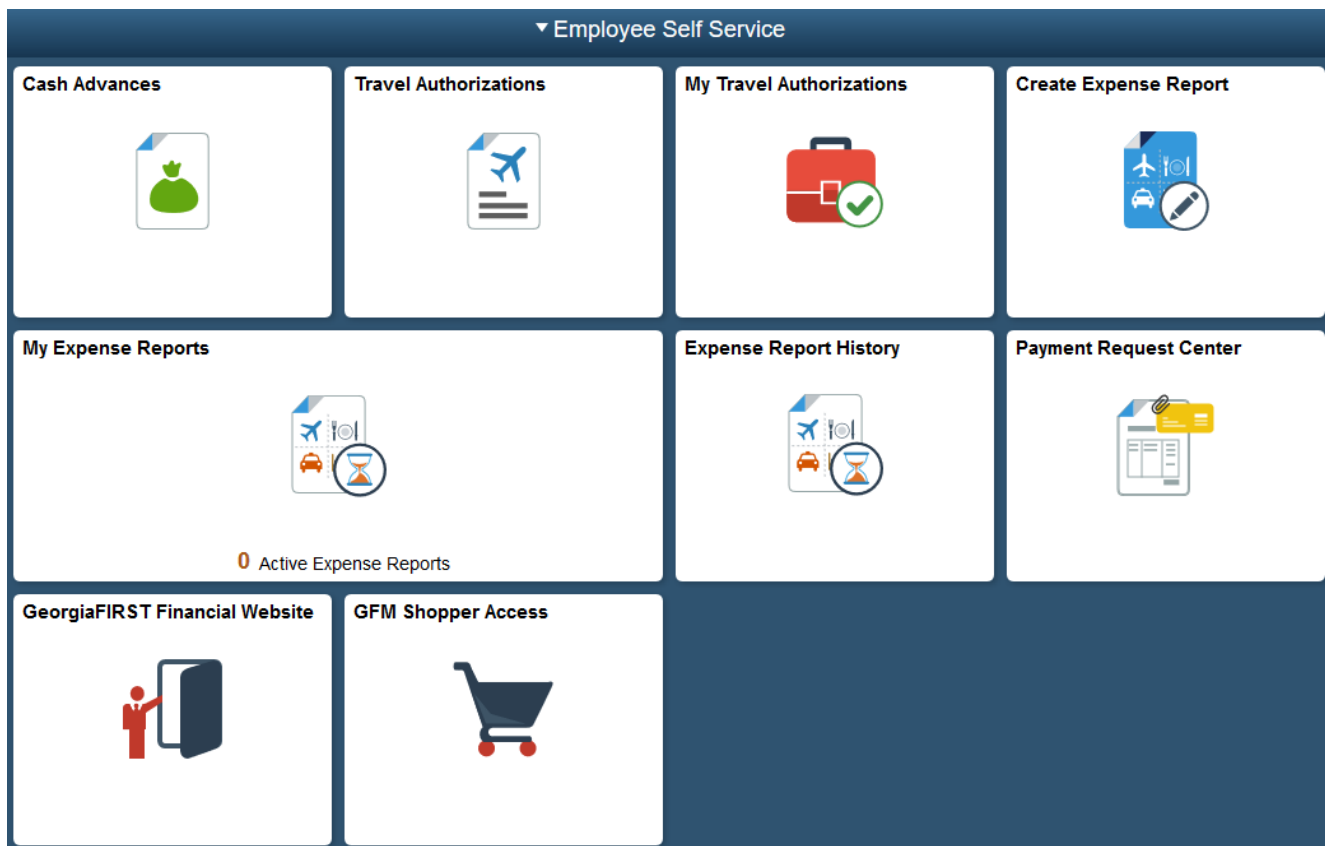 Employee Self Service
Cash Advances
Travel Authorizations
My Travel Authorizations
Create Expense Report
My Expense Reports
0 Active Expense Reports
Expense Report History
Payment Request Center
GeorgiaFIRST Financial Website
GFM Shopper Access